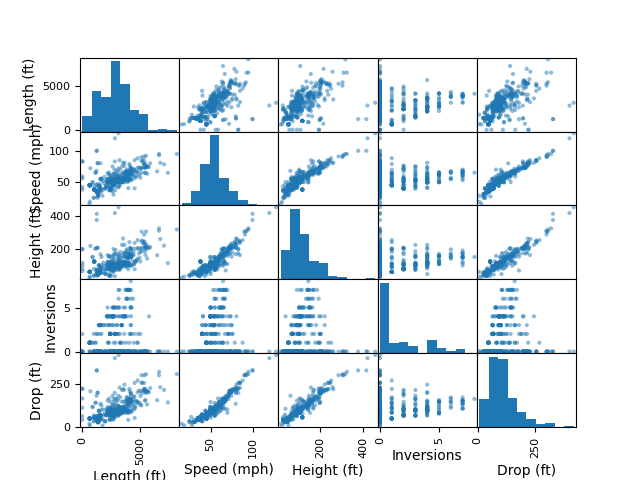 Length (ft)
5000
0
Speed (mph)
100
50
Height (ft)
400
200
Inversions
5
0
Drop (ft)
250
0
0
5000
50
100
200
400
0
5
0
250
Length (ft)
Speed (mph)
Height (ft)
Inversions
Drop (ft)